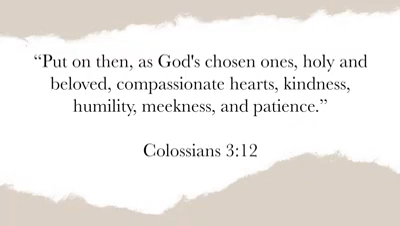 “Put on then, as God's chosen ones, holy and
beloved, compassionate hearts, kindness,
humility, meekness, and patience.”
Colossians 3:12